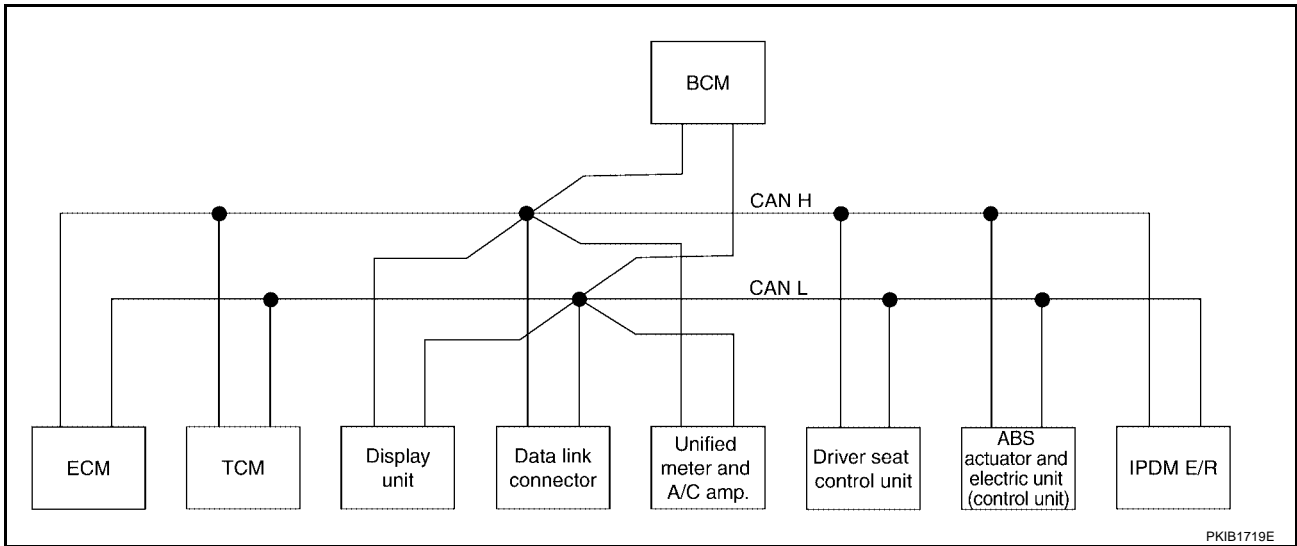 BCM
CAN H
CAN L
ECM
TCM
Display
unit
Data link
connector
Unified
meter and
A/C amp.
Driver seat
control unit
ABS
actuator and
electric unit
(control unit)
IPDM E/R
PKIB1719E